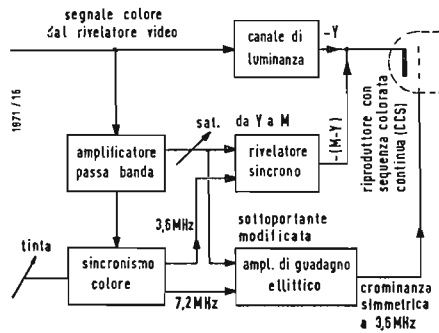 segnale colore
dal rivelatore video
canale di
luminanza
-Y
1971/16
sat.
da Y a M
amplificatore
passa banda
rivelatore
sincrono
-(M-Y)
riproduttore con
sequenza colorata
continua (CCS)
3,6MHz
sottoportante
modificata
tinta
sincronismo
colore
7,2MHz
ampl. di guadagno
ellittico
crominanza
simmetrica
a 3,6MHz